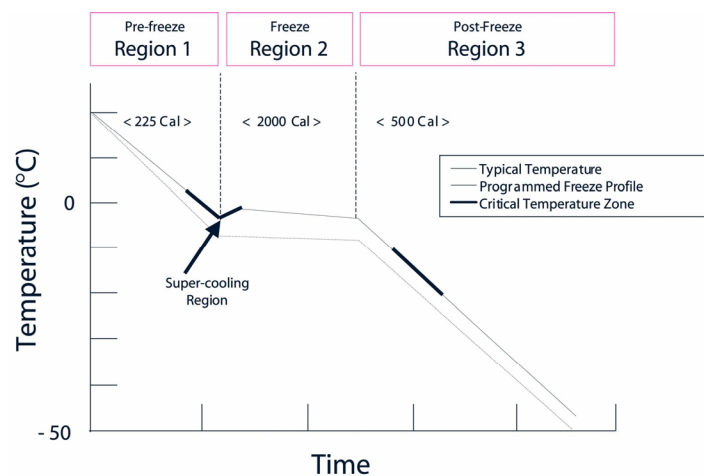 Pre-freeze
Region 1
Freeze
Region 2
Post-Freeze
Region 3
< 225 Cal >
< 2000 Cal >
< 500 Cal >
Typical Temperature
Programmed Freeze Profile
Critical Temperature Zone
0
Super-cooling
Region
Temperature (°C)
- 50
Time